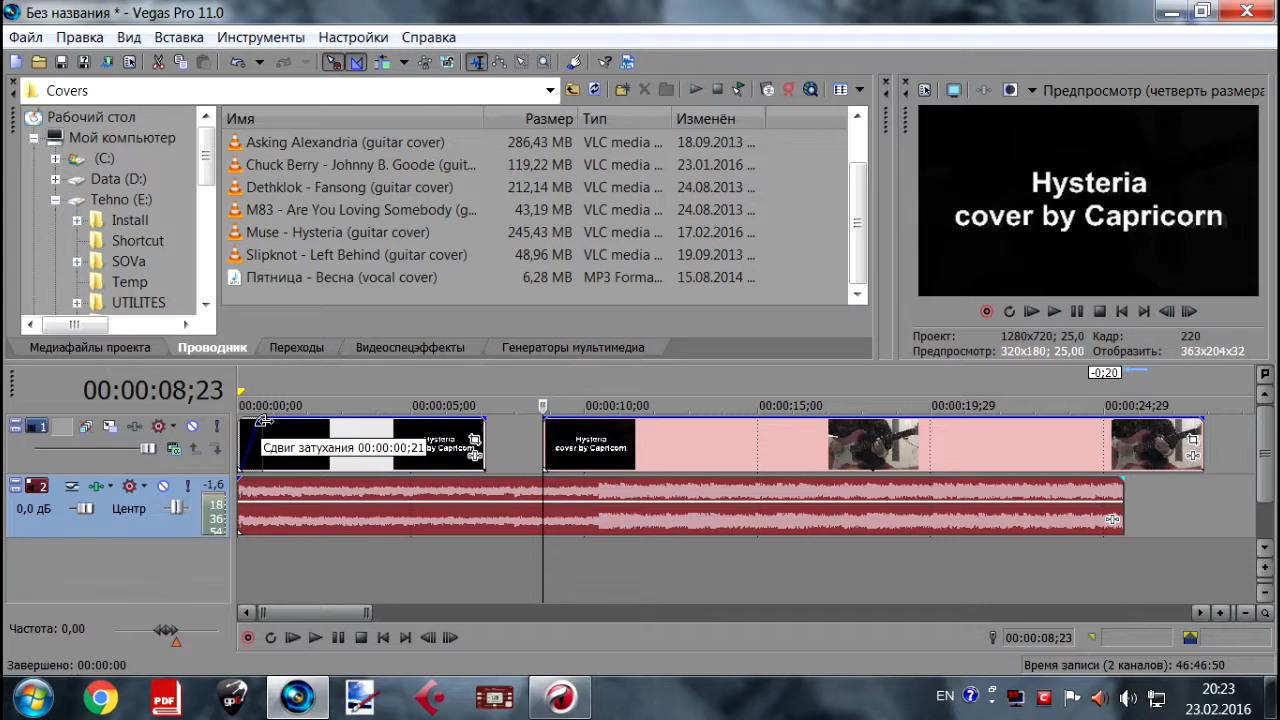 Без названия * - Vegas Pro 11.0
Файл Правка Вид Вставка Инструменты Настройки Справка
Covers
Предпросмотр (четверть размера
Рабочий стол
Мой компьютер
(C:)
Data (D:)
Tehno (E:)
Install
Shortcut
SOVa
Temp
UTILITES
Имя Размер Тип Изменён
Asking Alexandria (guitar cover) 286,43 MB VLC media ... 18.09.2013 ...
Chuck Berry - Johnny B. Goode (guit... 119,22 MB VLC media ... 23.01.2016 ...
Dethklok - Fansong (guitar cover) 212,14 MB VLC media ... 24.08.2013 ...
M83 - Are You Loving Somebody (g... 43,19 MB VLC media ... 24.08.2013 ...
Muse - Hysteria (guitar cover) 245,43 MB VLC media ... 17.02.2016 ...
Slipknot - Left Behind (guitar cover) 48,96 MB VLC media ... 19.09.2013 ...
Пятница - Весна (vocal cover) 6,28 MB MP3 Forma... 15.08.2014 ...
Hysteria
cover by Capricorn
Проект: 1280x720; 25,0 Кадр: 220
Предпросмотр: 320x180; 25,00 Отобразить: 363x204x32
Медиафайлы проекта Проводник Переходы Видеоспецэффекты Генераторы мультимедиа
-0;20
00:00:08;23
00:00:00;00 00:00:05;00 00:00:10;00 00:00:15;00 00:00:19;29 00:00:24;29
1
Сдвиг затухания 00:00:00;21
Hysteria
cover by Capricorn
Hysteria
cover by Capricorn
2
-1,6
0,0 дБ Центр
18
36
54
Частота: 0,00
00:00:08;23
Завершено: 00:00:00
Время записи (2 каналов): 46:46:50
PDF
EN
20:23
23.02.2016